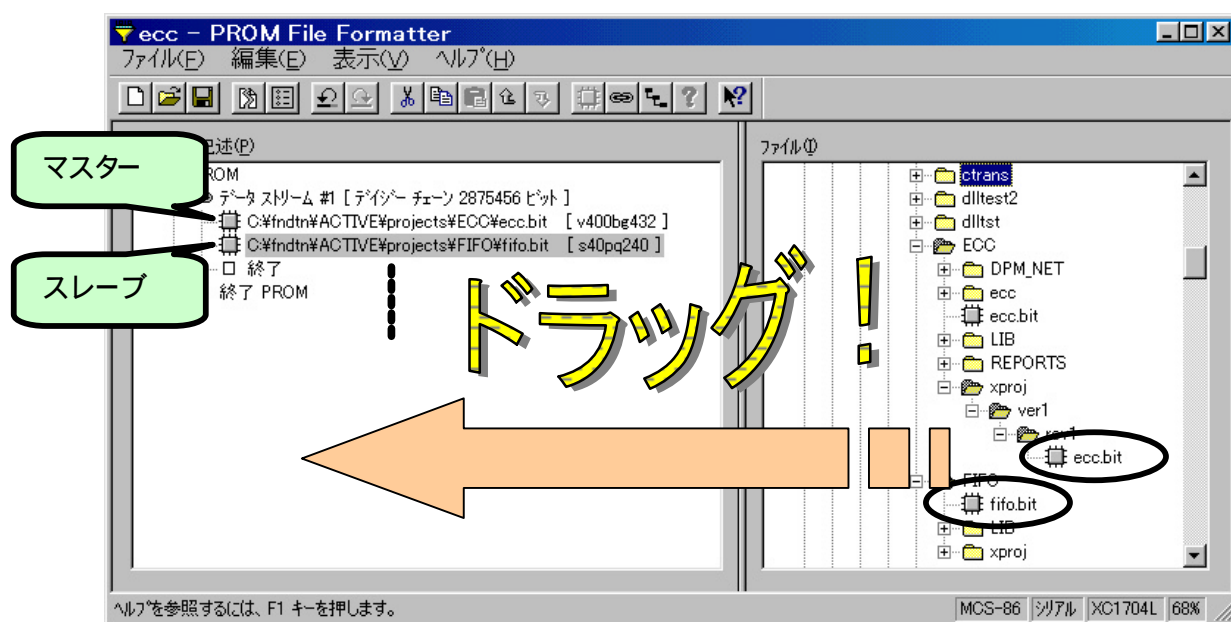 ecc - PROM File Formatter
ファイル(F) 編集(E) 表示(V) ヘルプ(H)
マスター
スレーブ
述(P)
ROM
データ ストリーム #1 [ デイジー チェーン 2875456 ビット ]
C:¥fndtn¥ACTIVE¥projects¥ECC¥ecc.bit [ v400bg432 ]
C:¥fndtn¥ACTIVE¥projects¥FIFO¥fifo.bit [ s40pq240 ]
終了
終了 PROM
ドラッグ!
ファイル(I)
ctrans
dlltest2
dlltst
ECC
DPM_NET
ecc
ecc.bit
LIB
REPORTS
xproj
ver1
rev1
ecc.bit
FIFO
fifo.bit
LIB
xproj
ヘルプを参照するには、F1 キーを押します。
MCS-86 シリアル XC1704L 68%